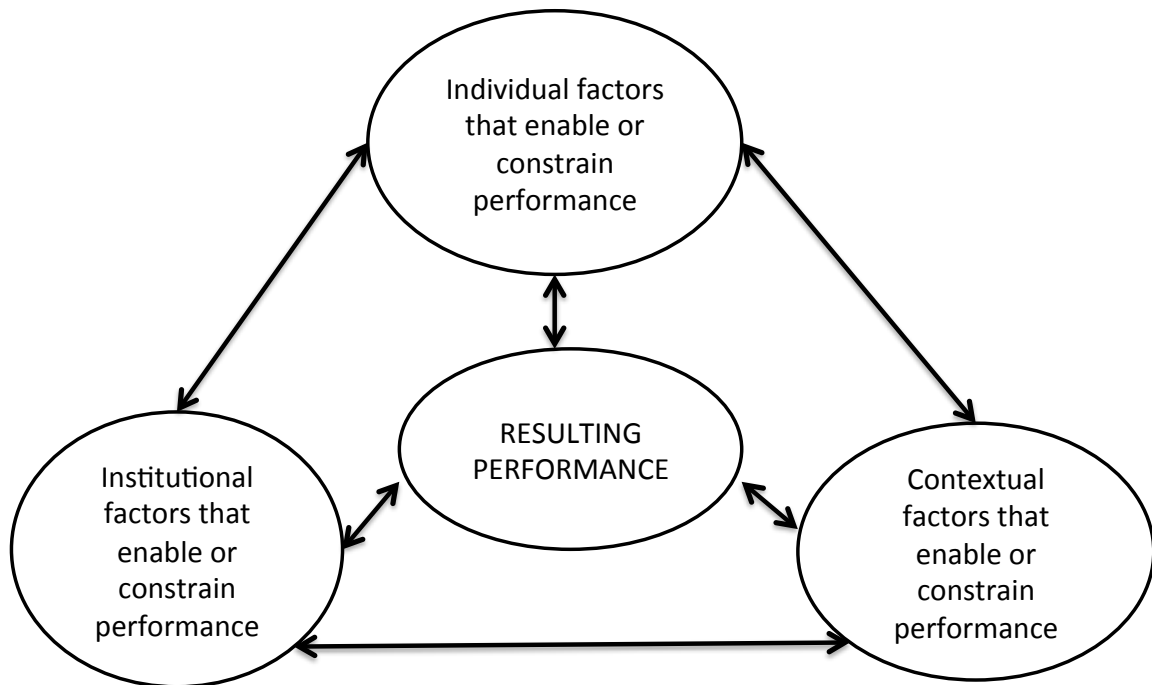 Individual factors
that enable or
constrain
performance
RESULTING
PERFORMANCE
Institutional
factors that
enable or
constrain
performance
Contextual
factors that
enable or
constrain
performance